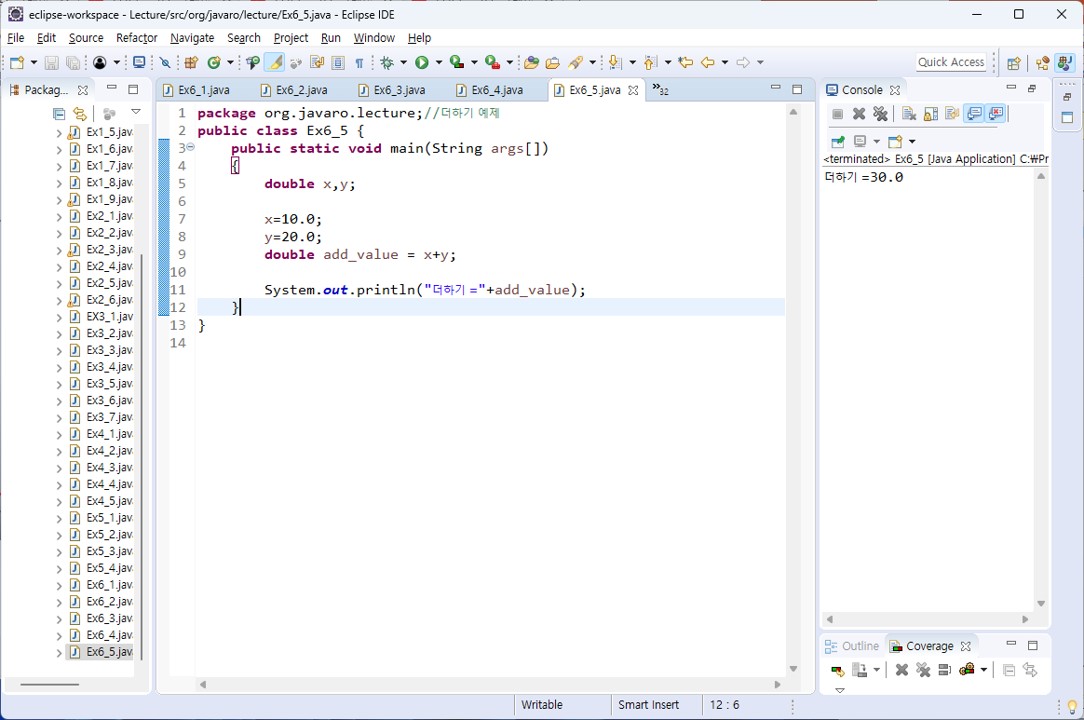 eclipse-workspace - Lecture/src/org/javaro/lecture/Ex6_5.java - Eclipse IDE
File Edit Source Refactor Navigate Search Project Run Window Help
Quick Access
Packag...
Ex1_5.jav
Ex1_6.jav
Ex1_7.jav
Ex1_8.jav
Ex1_9.jav
Ex2_1.jav
Ex2_2.jav
Ex2_3.jav
Ex2_4.jav
Ex2_5.jav
Ex2_6.jav
EX3_1.jav
EX3_2.jav
Ex3_3.jav
Ex3_4.jav
Ex3_5.jav
Ex3_6.jav
Ex3_7.jav
Ex4_1.jav
Ex4_2.jav
Ex4_3.jav
Ex4_4.jav
Ex4_5.jav
Ex5_1.jav
Ex5_2.jav
Ex5_3.jav
Ex5_4.jav
Ex6_1.jav
Ex6_2.jav
Ex6_3.jav
Ex6_4.jav
Ex6_5.jav
Ex6_1.java Ex6_2.java Ex6_3.java Ex6_4.java Ex6_5.java »32
1 package org.javaro.lecture;//더하기 예제
2 public class Ex6_5 {
3 public static void main(String args[])
4 {
5 double x,y;
6
7 x=10.0;
8 y=20.0;
9 double add_value = x+y;
10
11 System.out.println("더하기 ="+add_value);
12 }
13 }
14
Console
<terminated> Ex6_5 [Java Application] C:₩Pr
더하기 =30.0
Outline Coverage
Writable Smart Insert 12 : 6